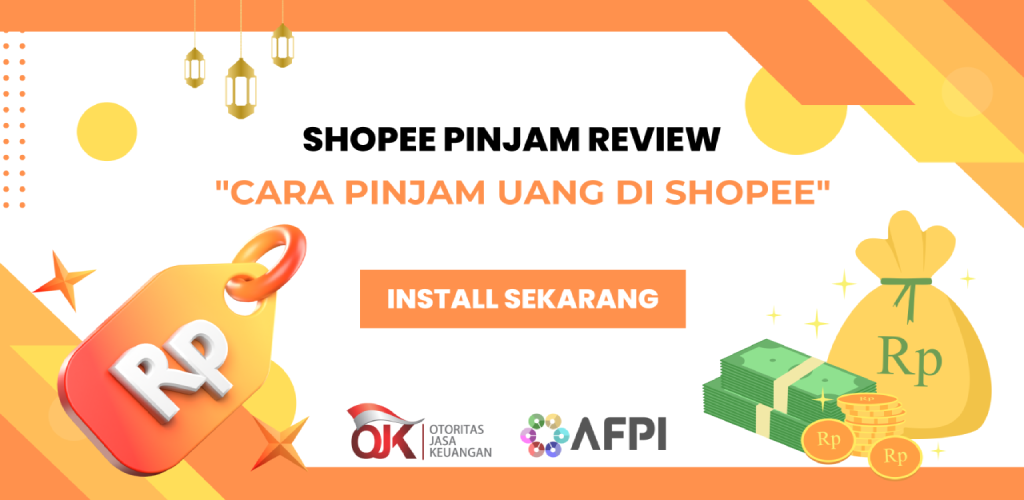 SHOPEE PINJAM REVIEW
"CARA PINJAM UANG DI SHOPEE"
INSTALL SEKARANG
Rp
Rp
Rp
Rp
OJK
OTORITAS
JASA
KEUANGAN
AFPI